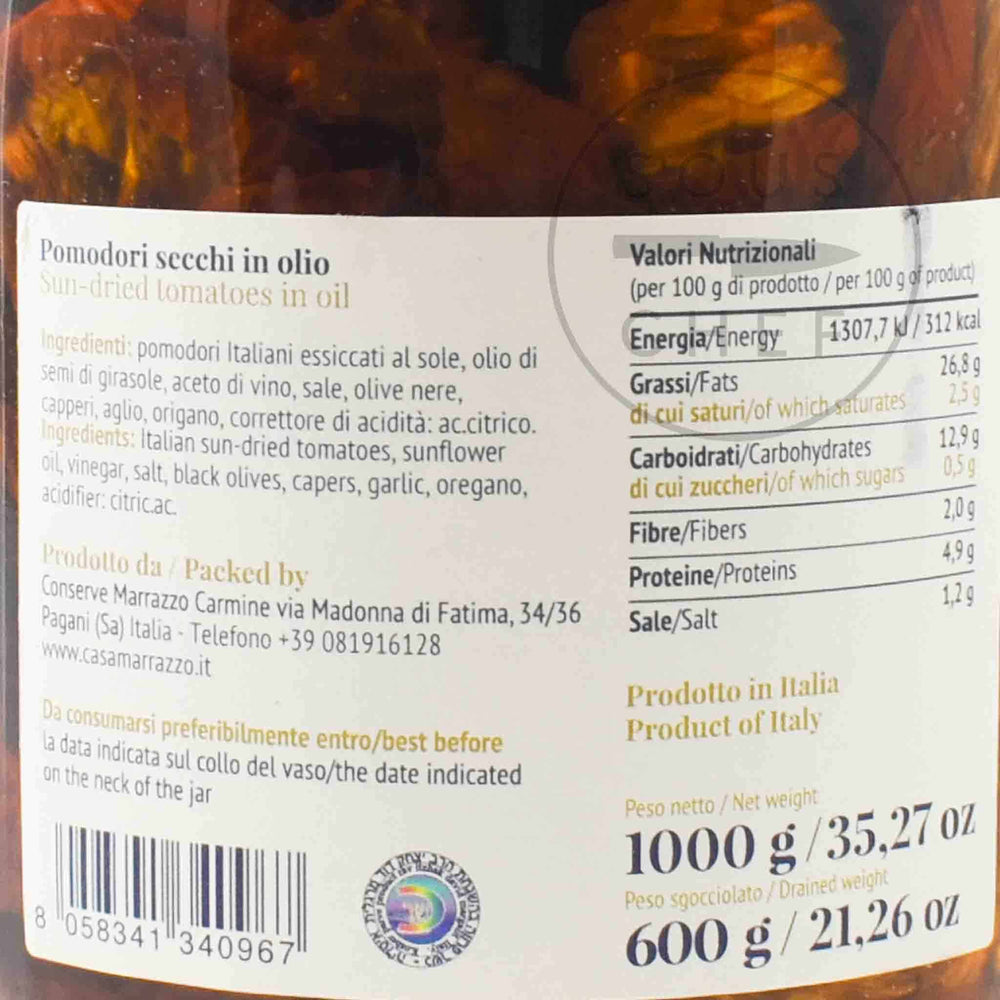 SOUS
CHEF
Pomodori secchi in olio
Sun-dried tomatoes in oil
Ingredienti: pomodori Italiani essiccati al sole, olio di
semi di girasole, aceto di vino, sale, olive nere,
capperi, aglio, origano, correttore di acidità: ac.citrico.
Ingredients: Italian sun-dried tomatoes, sunflower
oil, vinegar, salt, black olives, capers, garlic, oregano,
acidifier: citric.ac.
Prodotto da / Packed by
Conserve Marrazzo Carmine via Madonna di Fatima, 34/36
Pagani (Sa) Italia - Telefono +39 081916128
www.casamarrazzo.it
Da consumarsi preferibilmente entro/best before
la data indicata sul collo del vaso/the date indicated
on the neck of the jar
8 058341 340967
Valori Nutrizionali
(per 100 g di prodotto / per 100 g of product)
Energia/Energy 1307,7 kJ / 312 kcal
Grassi/Fats 26,8 g
di cui saturi/of which saturates 2,5 g
Carboidrati/Carbohydrates 12,9 g
di cui zuccheri/of which sugars 0,5 g
Fibre/Fibers 2,0 g
Proteine/Proteins 4,9 g
Sale/Salt 1,2 g
Prodotto in Italia
Product of Italy
Peso netto / Net weight
1000 g / 35,27 oz
Peso sgocciolato / Drained weight
600 g / 21,26 oz